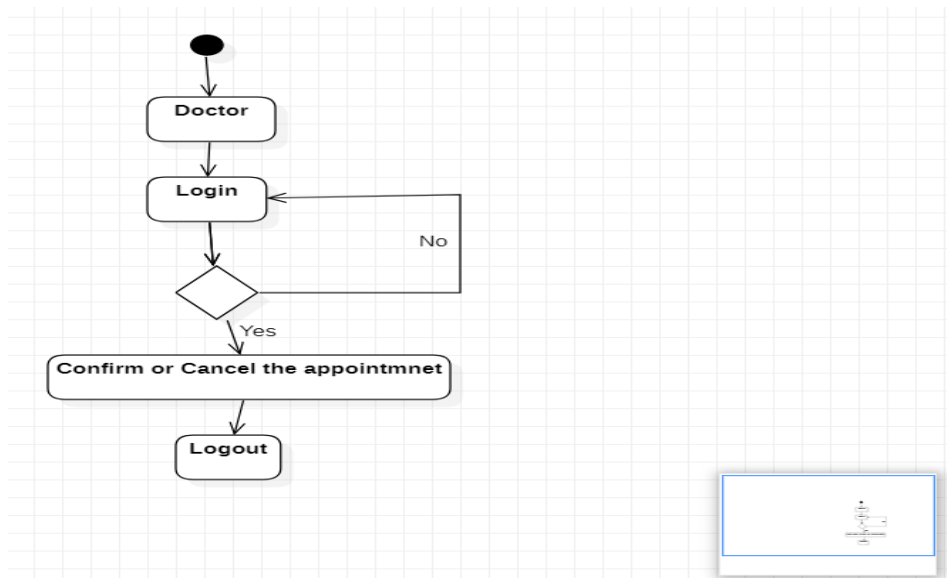 Doctor
Login
No
Yes
Confirm or Cancel the appointmnet
Logout